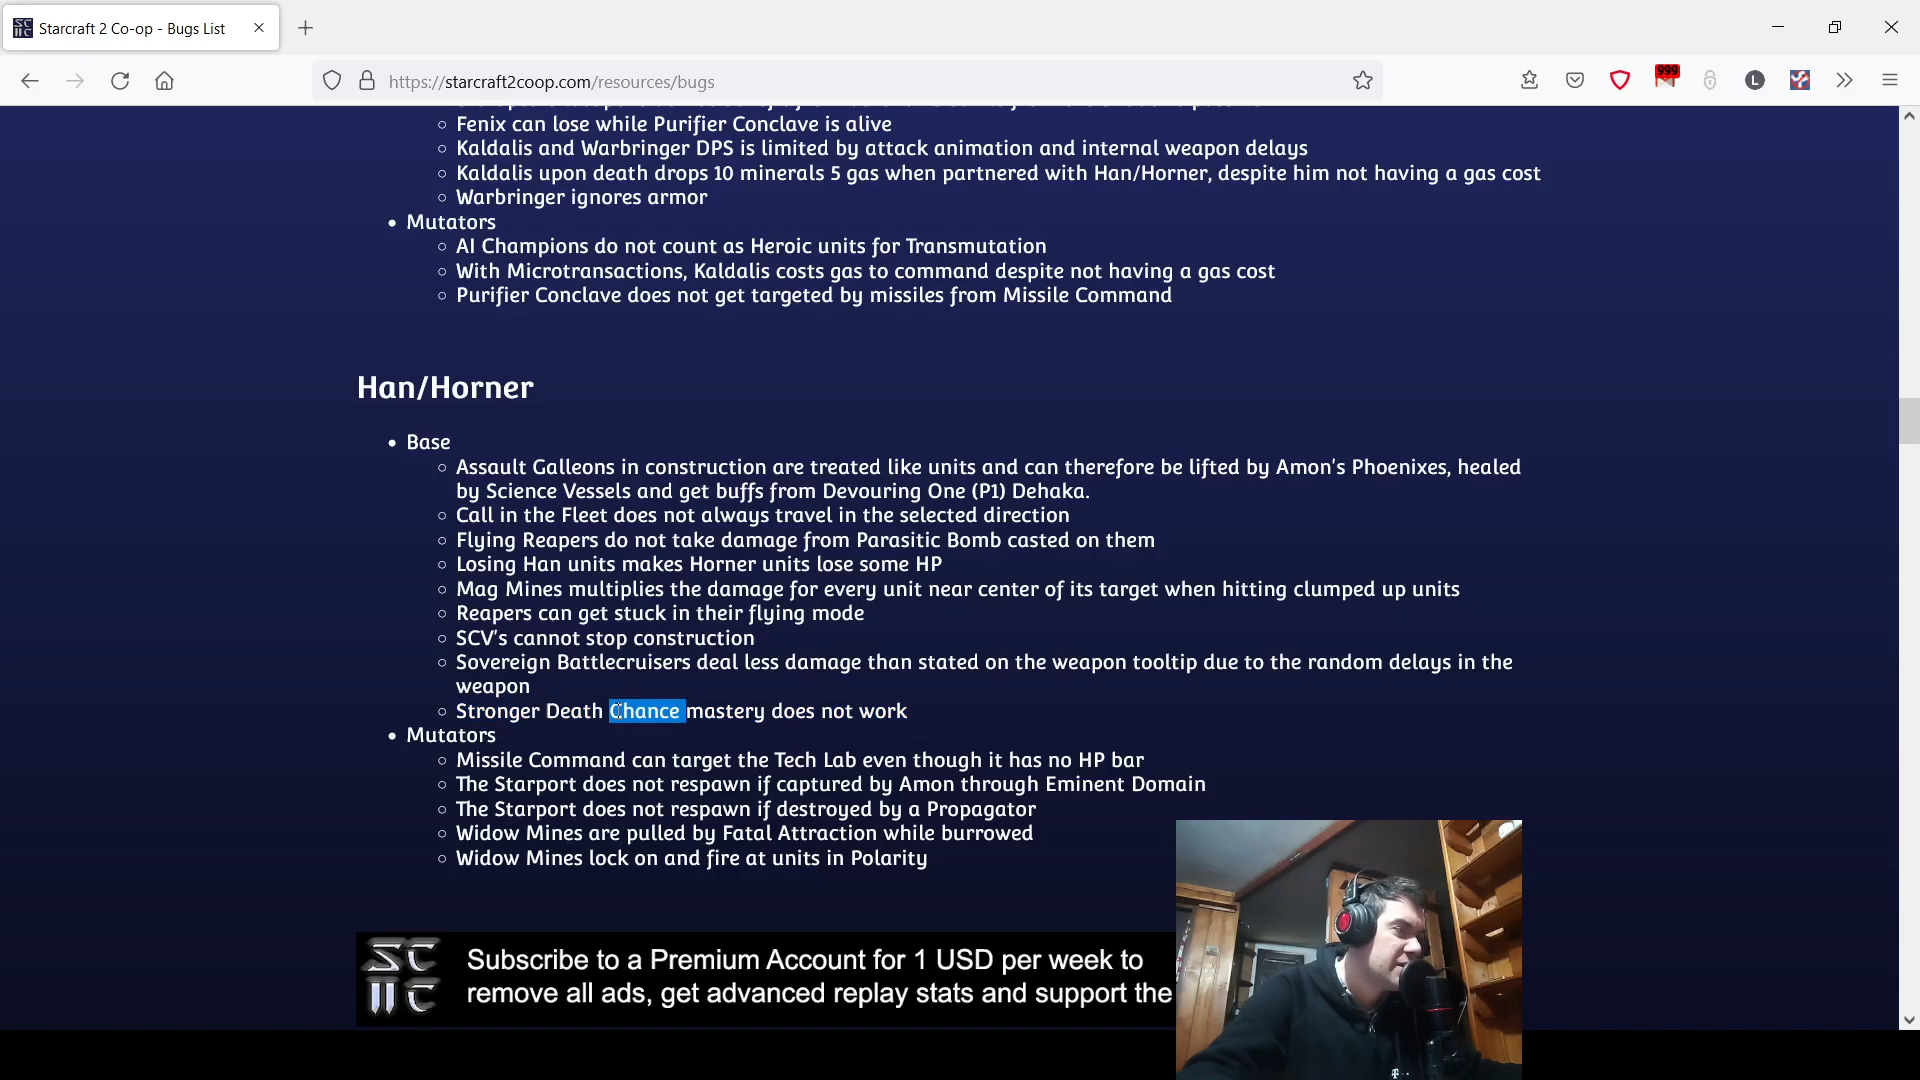 Starcraft 2 Co-op - Bugs List
https://starcraft2coop.com/resources/bugs
999
L
Fenix can lose while Purifier Conclave is alive
Kaldalis and Warbringer DPS is limited by attack animation and internal weapon delays
Kaldalis upon death drops 10 minerals 5 gas when partnered with Han/Horner, despite him not having a gas cost
Warbringer ignores armor
Mutators
AI Champions do not count as Heroic units for Transmutation
With Microtransactions, Kaldalis costs gas to command despite not having a gas cost
Purifier Conclave does not get targeted by missiles from Missile Command
Han/Horner
Base
Assault Galleons in construction are treated like units and can therefore be lifted by Amon's Phoenixes, healed
by Science Vessels and get buffs from Devouring One (P1) Dehaka.
Call in the Fleet does not always travel in the selected direction
Flying Reapers do not take damage from Parasitic Bomb casted on them
Losing Han units makes Horner units lose some HP
Mag Mines multiplies the damage for every unit near center of its target when hitting clumped up units
Reapers can get stuck in their flying mode
SCV's cannot stop construction
Sovereign Battlecruisers deal less damage than stated on the weapon tooltip due to the random delays in the
weapon
Stronger Death Chance mastery does not work
Mutators
Missile Command can target the Tech Lab even though it has no HP bar
The Starport does not respawn if captured by Amon through Eminent Domain
The Starport does not respawn if destroyed by a Propagator
Widow Mines are pulled by Fatal Attraction while burrowed
Widow Mines lock on and fire at units in Polarity
SC
IIC
Subscribe to a Premium Account for 1 USD per week to
remove all ads, get advanced replay stats and support the